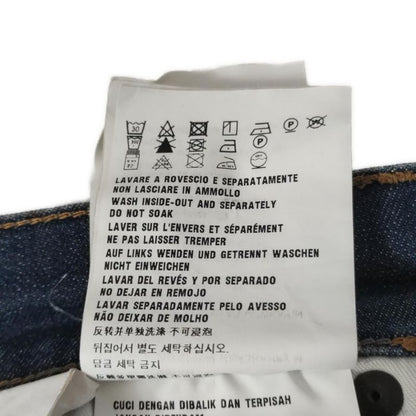 30
P
LAVARE A ROVESCIO E SEPARATAMENTE
NON LASCIARE IN AMMOLLO
WASH INSIDE-OUT AND SEPARATELY
DO NOT SOAK
LAVER SUR L'ENVERS ET SÉPARÉMENT
NE PAS LAISSER TREMPER
AUF LINKS WENDEN UND GETRENNT WASCHEN
NICHT EINWEICHEN
LAVAR DEL REVÉS Y POR SEPARADO
NO DEJAR EN REMOJO
LAVAR SEPARADAMENTE PELO AVESSO
NÃO DEIXAR DE MOLHO
反转并单独洗涤 不可浸泡
뒤집어서 별도 세탁하십시오.
담금 세탁 금지
CUCI DENGAN DIBALIK DAN TERPISAH